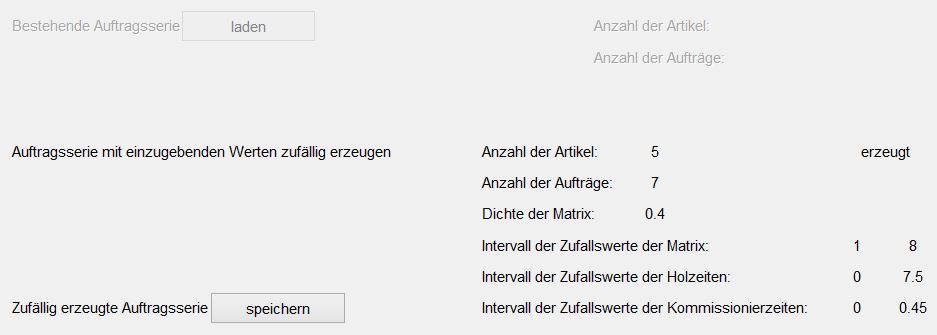 Bestehende Auftragsserie laden Anzahl der Artikel:
Anzahl der Aufträge:
Auftragsserie mit einzugebenden Werten zufällig erzeugen Anzahl der Artikel: 5 erzeugt
Anzahl der Aufträge: 7
Dichte der Matrix: 0.4
Intervall der Zufallswerte der Matrix: 1 8
Intervall der Zufallswerte der Holzeiten: 0 7.5
Zufällig erzeugte Auftragsserie speichern Intervall der Zufallswerte der Kommissionierzeiten: 0 0.45